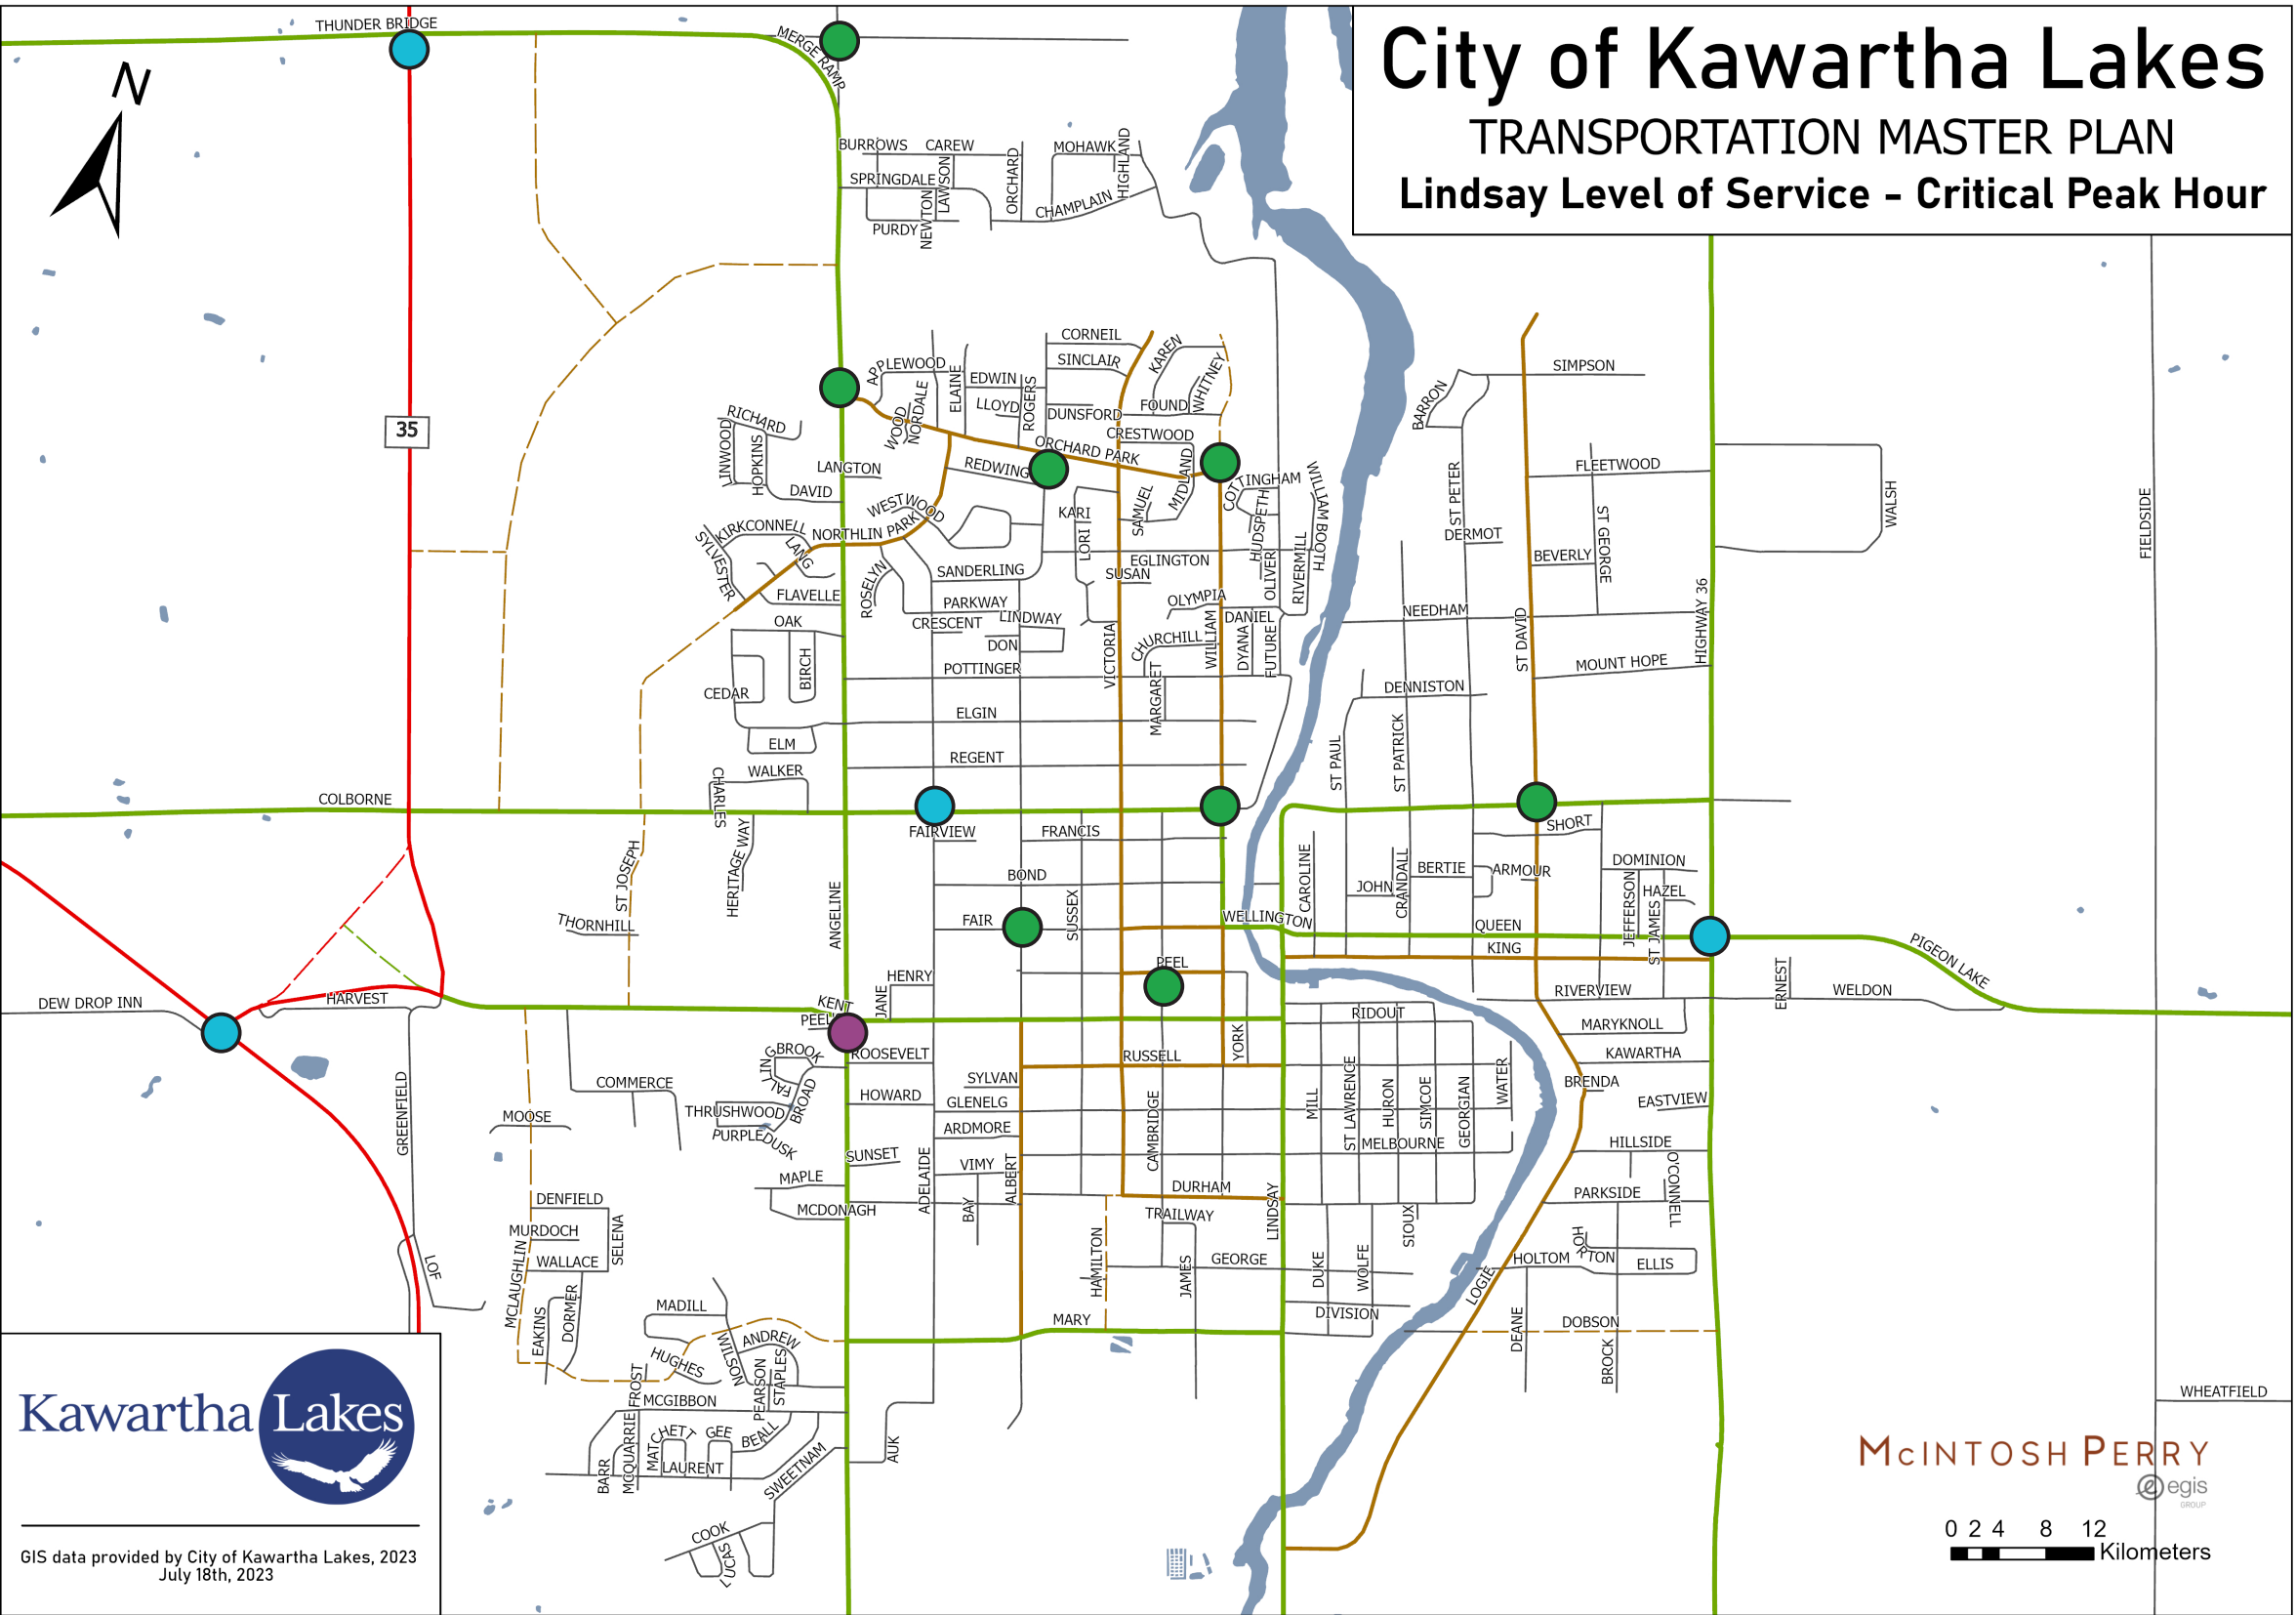 City of Kawartha Lakes
TRANSPORTATION MASTER PLAN
Lindsay Level of Service - Critical Peak Hour
THUNDER BRIDGE
MERGE RAMP
N
BURROWS
CAREW
MOHAWK
HIGHLAND
SPRINGDALE
LAWSON
ORCHARD
CHAMPLAIN
NEWTON
PURDY
CORNEIL
SINCLAIR
KAREN
WHITNEY
APPLEWOOD
ELAINE
EDWIN
ROGERS
LLOYD
DUNSFORD
FOUND
SIMPSON
BARRON
35
RICHARD
LINWOOD
HOPKINS
WOOD
NORDALE
CRESTWOOD
ORCHARD PARK
LANGTON
REDWING
MIDLAND
COTTINGHAM
WILLIAM BOOTH
FLEETWOOD
DAVID
WESTWOOD
KARI
SAMUEL
HUDSPETH
ST PETER
WALSH
FIELDSIDE
KIRKCONNELL
NORTHLIN PARK
SYLVESTER
LANG
LORI
EGLINGTON
SUSAN
OLIVER
RIVERMILL
DERMOT
BEVERLY
ST GEORGE
SANDERLING
ROSELYN
FLAVELLE
PARKWAY
CRESCENT
LINDWAY
OLYMPIA
DANIEL
NEEDHAM
ST DAVID
HIGHWAY 36
OAK
BIRCH
DON
CHURCHILL
WILLIAM
DYANA
FUTURE
VICTORIA
POTTINGER
MARGARET
MOUNT HOPE
CEDAR
DENNISTON
ELGIN
ELM
REGENT
ST PAUL
ST PATRICK
CHARLES
WALKER
COLBORNE
FAIRVIEW
FRANCIS
SHORT
HERITAGE WAY
ST JOSEPH
BOND
CAROLINE
CRANDALL
JOHN
BERTIE
ARMOUR
DOMINION
HAZEL
JEFFERSON
ST JAMES
THORNHILL
ANGELINE
FAIR
SUSSEX
WELLINGTON
QUEEN
KING
PIGEON LAKE
HENRY
JANE
PEEL
ERNEST
DEW DROP INN
HARVEST
KENT
PEEL
RIVERVIEW
WELDON
RIDOUT
MARYKNOLL
FALLINGBROOK
ROOSEVELT
RUSSELL
YORK
KAWARTHA
GREENFIELD
COMMERCE
SYLVAN
BRENDA
THRUSHWOOD
BROAD
HOWARD
GLENELG
CAMBRIDGE
MILL
ST LAWRENCE
HURON
SIMCOE
GEORGIAN
WATER
EASTVIEW
MOOSE
PURPLEDUSK
ARDMORE
MELBOURNE
HILLSIDE
SUNSET
ADELAIDE
VIMY
ALBERT
O'CONNELL
MAPLE
DENFIELD
SELENA
MCDONAGH
BAY
DURHAM
LINDSAY
PARKSIDE
MURDOCH
TRAILWAY
SIOUX
HORTON
WALLACE
MCLAUGHLIN
LOF
HAMILTON
JAMES
GEORGE
DUKE
WOLFE
HOLTOM
ELLIS
LOGIE
EAKINS
DORMER
MADILL
ANDREW
WILSON
MARY
DIVISION
DEANE
DOBSON
BROCK
HUGHES
FROST
PEARSON
STAPLES
MCGIBBON
WHEATFIELD
BARR
MCQUARRIE
MATCHETT
GEE
BEALL
LAURENT
SWEETNAM
AUK
COOK
LUCAS
Kawartha Lakes
GIS data provided by City of Kawartha Lakes, 2023
July 18th, 2023
McINTOSH PERRY
egis
GROUP
0 2 4 8 12
Kilometers